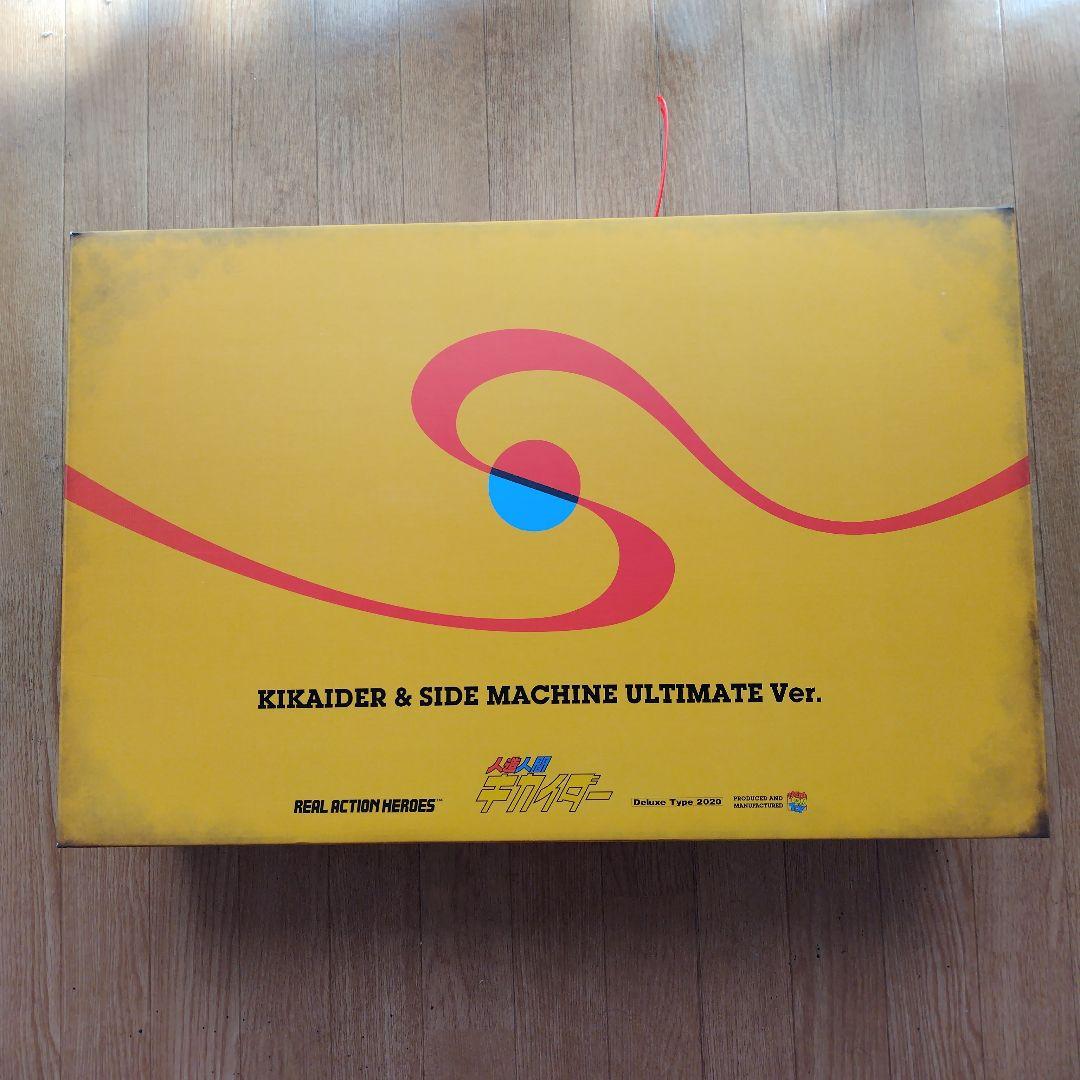 KIKAIDER & SIDE MACHINE ULTIMATE Ver.
人造人間
キカイダー
REAL ACTION HEROES™
Deluxe Type 2020
PRODUCED AND
MANUFACTURED